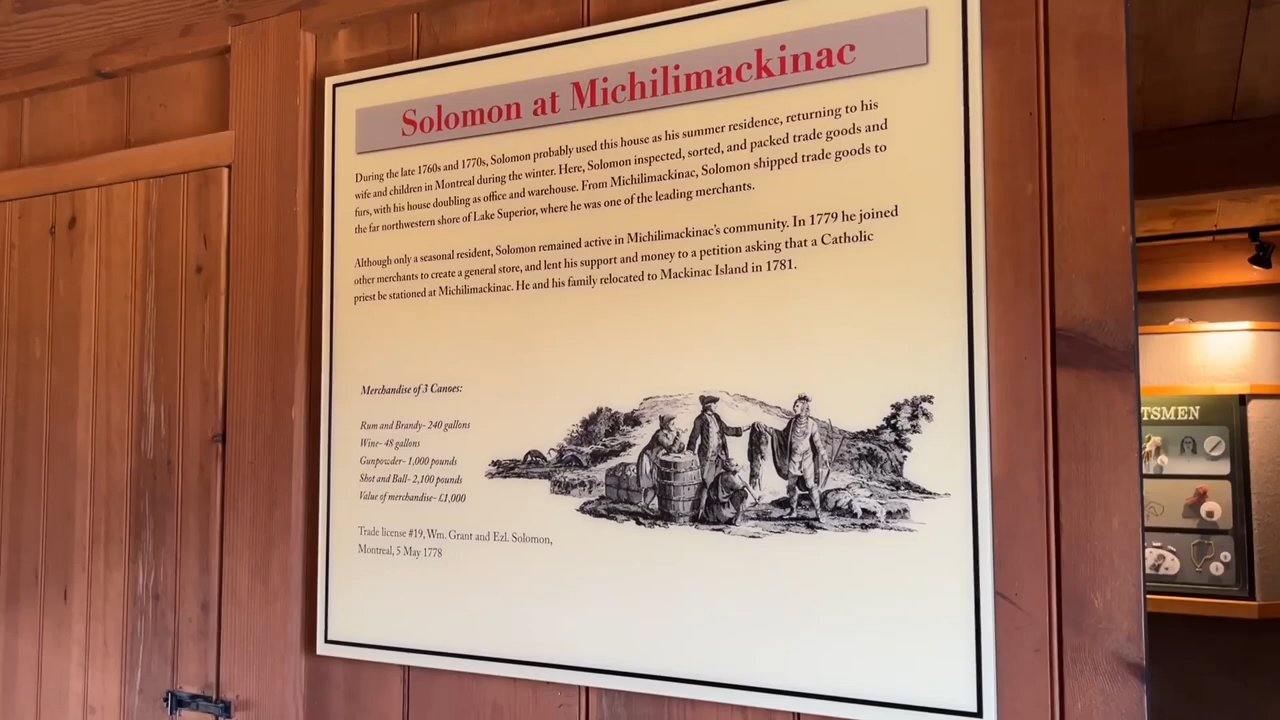 Solomon at Michilimackinac
During the late 1760s and 1770s, Solomon probably used this house as his summer residence, returning to his
wife and children in Montreal during the winter. Here, Solomon inspected, sorted, and packed trade goods and
furs, with his house doubling as office and warehouse. From Michilimackinac, Solomon shipped trade goods to
the far northwestern shore of Lake Superior, where he was one of the leading merchants.
Although only a seasonal resident, Solomon remained active in Michilimackinac's community. In 1779 he joined
other merchants to create a general store, and lent his support and money to a petition asking that a Catholic
priest be stationed at Michilimackinac. He and his family relocated to Mackinac Island in 1781.
Merchandise of 3 Canoes:
Rum and Brandy- 240 gallons
Wine- 48 gallons
Gunpowder- 1,000 pounds
Shot and Ball- 2,100 pounds
Value of merchandise- £1,000
Trade license #19, Wm. Grant and Ezl. Solomon,
Montreal, 5 May 1778
TSMEN